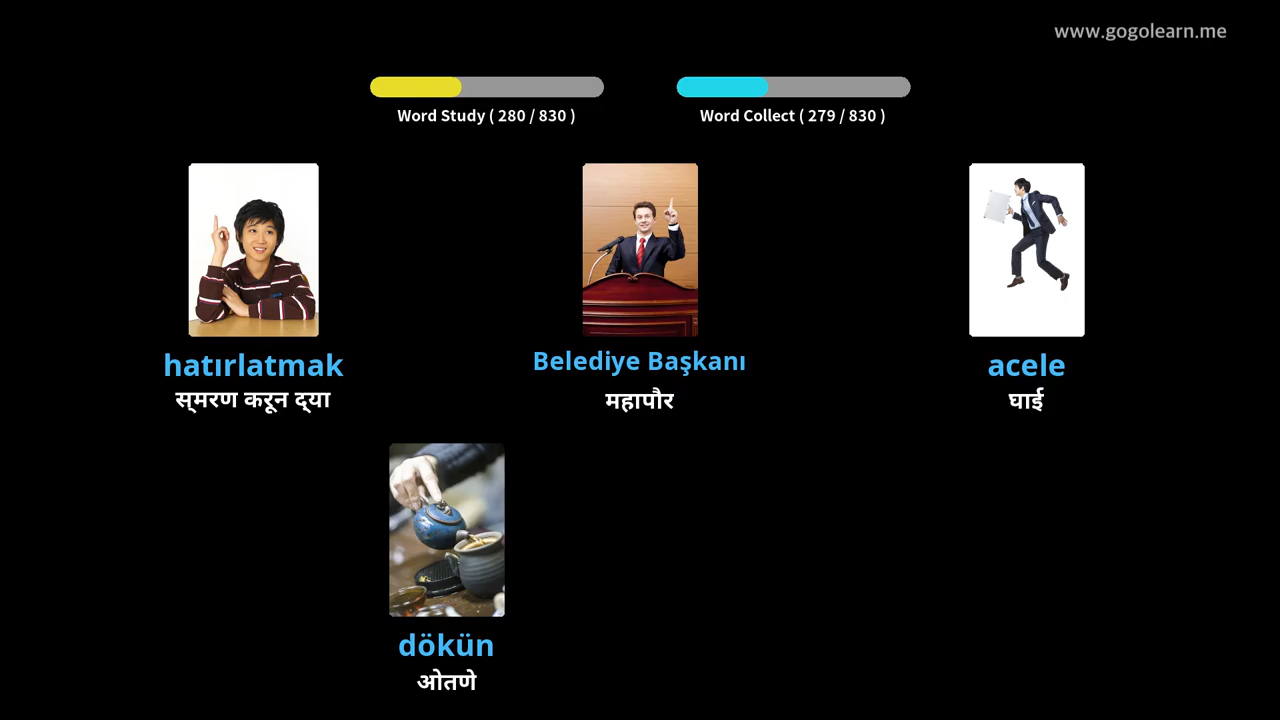 www.gogolearn.me
Word Study ( 280 / 830 )
Word Collect ( 279 / 830 )
hatırlatmak
स्मरण करून द्या
Belediye Başkanı
महापौर
acele
घाई
dökün
ओतणे